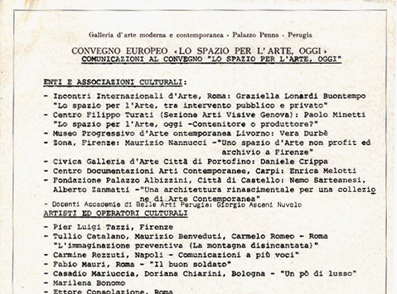 Galleria d'arte moderna e contemporanea - Palazzo Penna - Perugia
CONVEGNO EUROPEO «LO SPAZIO PER L'ARTE, OGGI»
COMUNICAZIONI AL CONVEGNO "LO SPAZIO PER L'ARTE, OGGI"
ENTI E ASSOCIAZIONI CULTURALI:
- Incontri Internazionali d'Arte, Roma: Graziella Lonardi Buontempo
"Lo spazio per l'Arte, tra intervento pubblico e privato"
- Centro Filippo Turati (Sezione Arti Visive Genova): Paolo Minetti
"Lo spazio per l'Arte, oggi -Contenitore o produttore?"
- Museo Progressivo d'Arte ontemporanea Livorno: Vera Durbè
- Zona, Firenze: Maurizio Nannucci -"Uno spazio d'Arte non profit ed
archivio a Firenze"
- Civica Galleria d'Arte Città di Portofino: Daniele Crippa
- Centro Documentazioni Arti Contemporanee, Carpi: Enrica Melotti
- Fondazione Palazzo Albizzini, Città di Castello: Nemo Sarteanesi,
Alberto Zanmatti -"Una architettura rinascimentale per una collezio
ne di Arte Contemporanea"
- Docenti Accademia di Belle Arti Perugia: Giorgio Ascani Nuvolo
ARTISTI ED OPERATORI CULTURALI
- Pier Luigi Tazzi, Firenze
- Tullio Catalano, Maurizio Benveduti, Carmelo Romeo - Roma
"L'immaginazione preventiva (La montagna disincantata)"
- Carmine Rezzuti, Napoli - Comunicazioni a più voci"
- Fabio Mauri, Roma - "Il buon soldato"
- Casadio Mariuccia, Doriana Chiarini, Bologna - "Un pò di lusso"
- Marilena Bonomo
- Ettore Consolazione, Roma